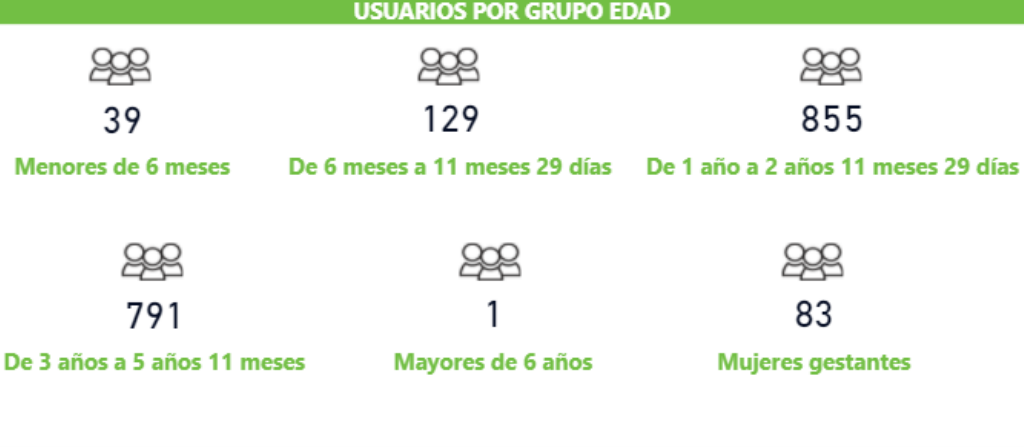 USUARIOS POR GRUPO EDAD
39
129
855
Menores de 6 meses
De 6 meses a 11 meses 29 días
De 1 año a 2 años 11 meses 29 días
791
1
83
De 3 años a 5 años 11 meses
Mayores de 6 años
Mujeres gestantes